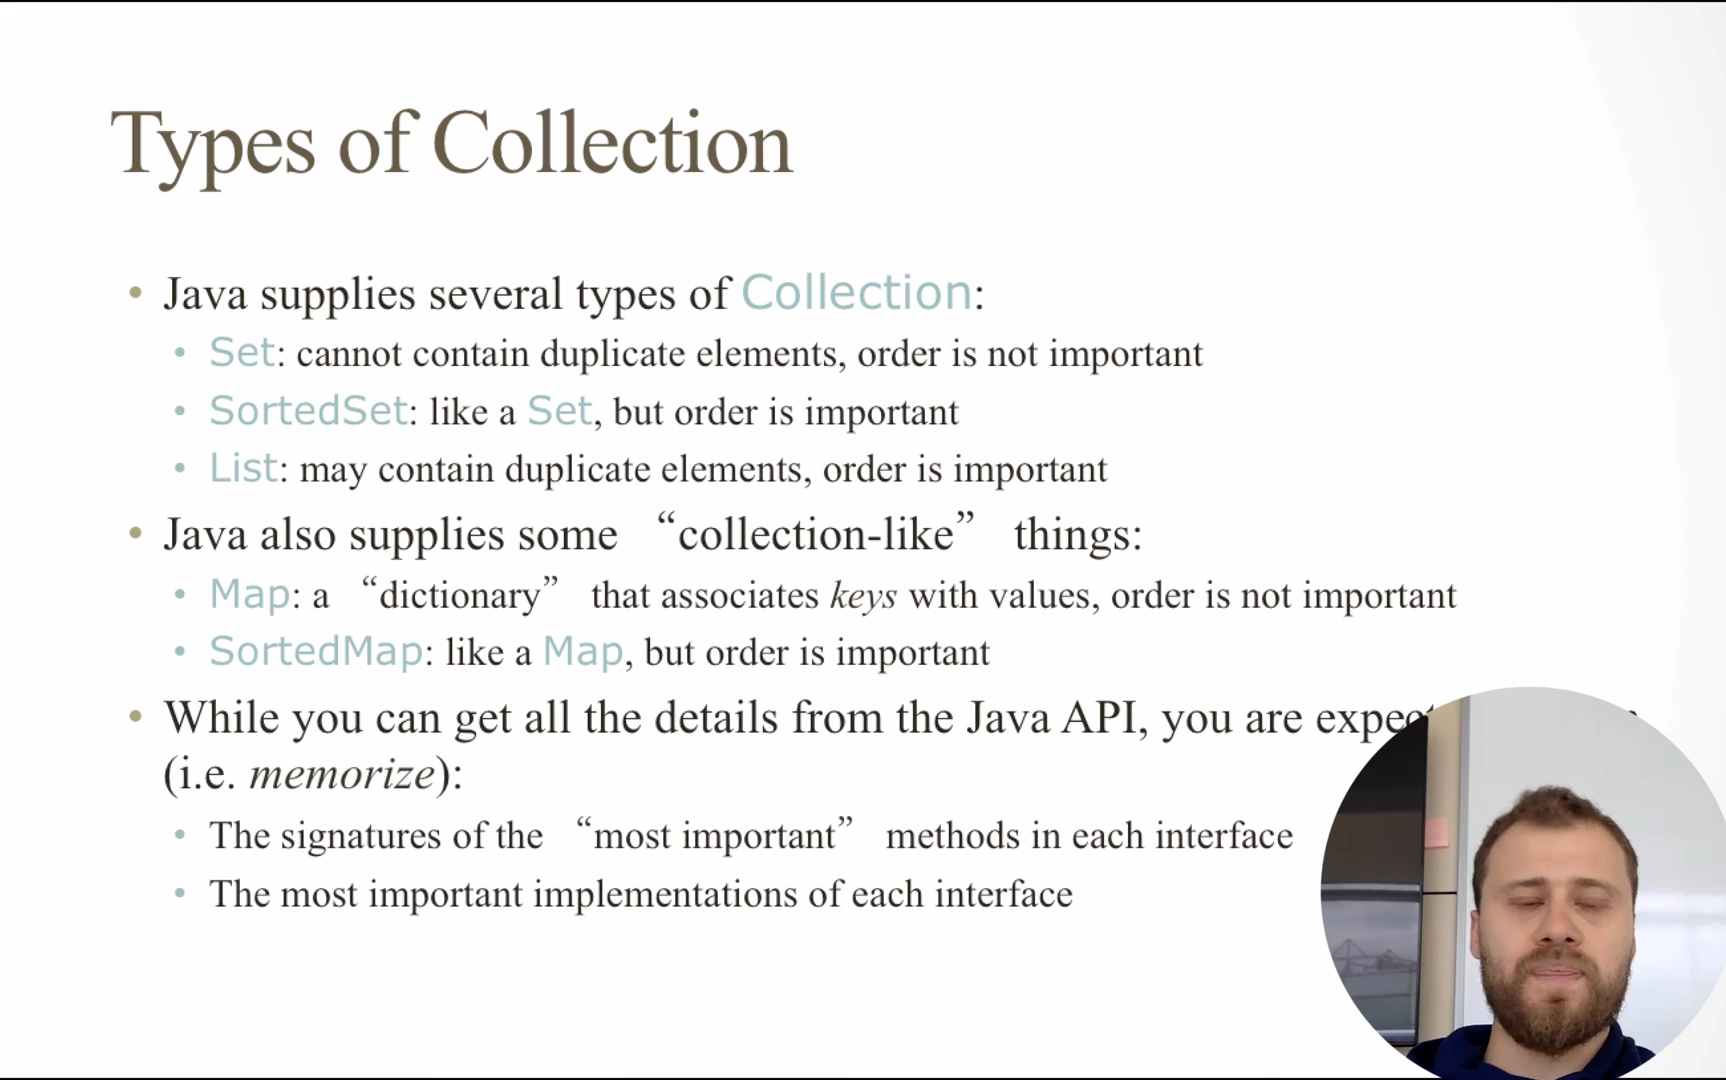 Types of Collection
• Java supplies several types of Collection:
• Set: cannot contain duplicate elements, order is not important
• SortedSet: like a Set, but order is important
• List: may contain duplicate elements, order is important
• Java also supplies some “collection-like” things:
• Map: a “dictionary” that associates keys with values, order is not important
• SortedMap: like a Map, but order is important
• While you can get all the details from the Java API, you are
(i.e. memorize):
• The signatures of the “most important” methods in each interface
• The most important implementations of each interface